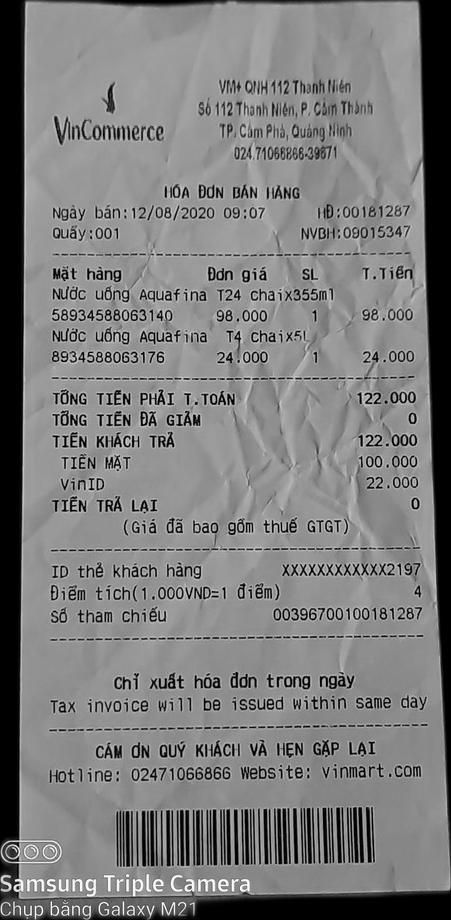 VinCommerce
VM+ QNH 112 Thanh Niên
Số 112 Thanh Niên, P. Cẩm Thành
TP. Cẩm Phả, Quảng Ninh
024.71066866-39671
HÓA ĐƠN BÁN HÀNG
Ngày bán:12/08/2020 09:07 HĐ:00181287
Quầy:001 NVBH:09015347
Mặt hàng Đơn giá SL T.Tiền
Nước uống Aquafina T24 chaix355ml
58934588063140 98.000 1 98.000
Nước uống Aquafina T4 chaix5L
8934588063176 24.000 1 24.000
TỔNG TIỀN PHẢI T.TOÁN 122.000
TỔNG TIỀN ĐÃ GIẢM 0
TIỀN KHÁCH TRẢ 122.000
TIỀN MẶT 100.000
VinID 22.000
TIỀN TRẢ LẠI 0
(Giá đã bao gồm thuế GTGT)
ID thẻ khách hàng XXXXXXXXXXXX2197
Điểm tích(1.000VND=1 điểm) 4
Số tham chiếu 00396700100181287
Chỉ xuất hóa đơn trong ngày
Tax invoice will be issued within same day
CẢM ƠN QUÝ KHÁCH VÀ HẸN GẶP LẠI
Hotline: 02471066866 Website: vinmart.com
Samsung Triple Camera
Chụp bằng Galaxy M21